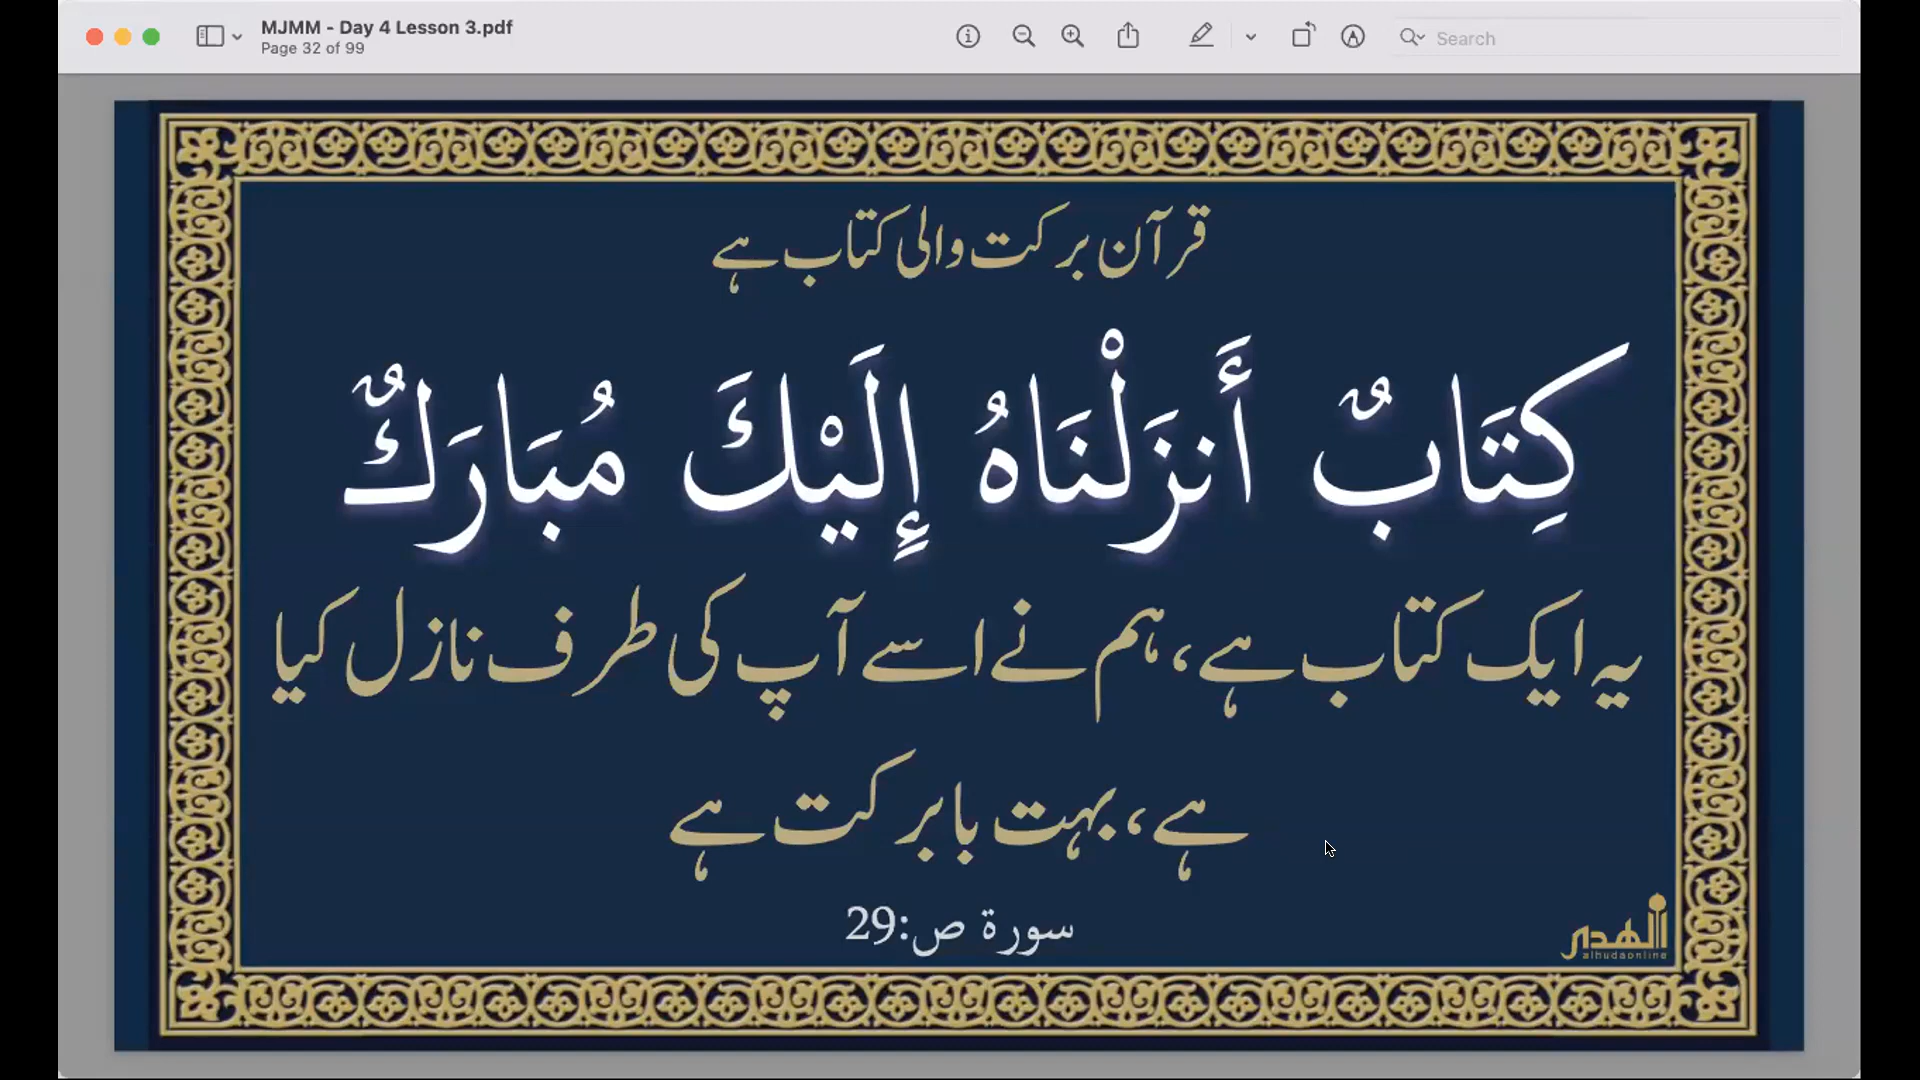 MJMM - Day 4 Lesson 3.pdf
Page 32 of 99
Search
قرآن برکت والی کتاب ہے
كِتَابٌ أَنزَلْنَاهُ إِلَيْكَ مُبَارَكٌ
یہ ایک کتاب ہے، ہم نے اسے آپ کی طرف نازل کیا
ہے، بہت بابرکت ہے
سورة ص:29
الهدى
alhudaonline